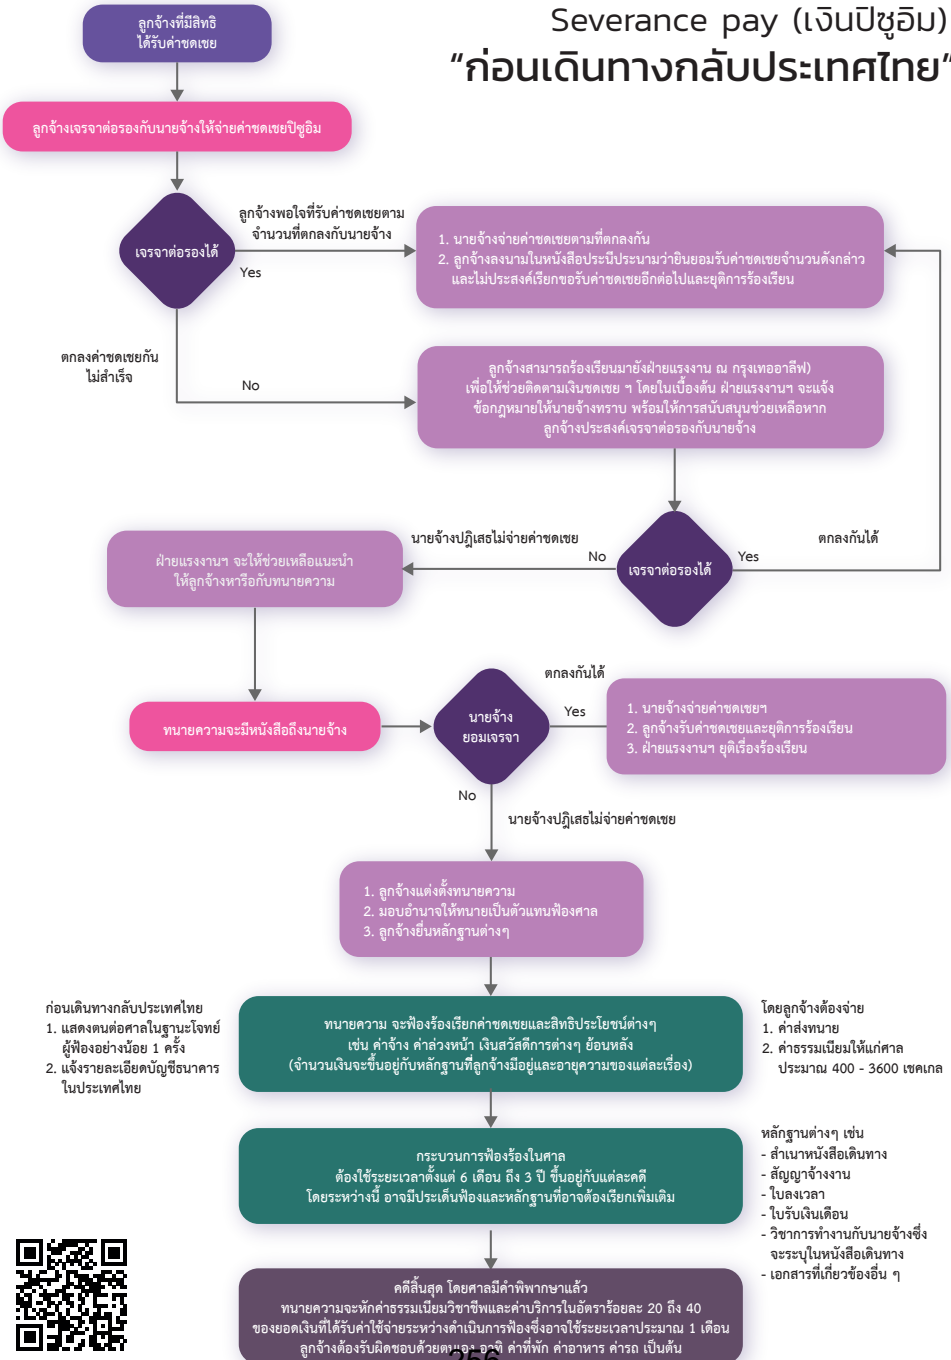 Severance pay (เงินปิซูอิม)
“ก่อนเดินทางกลับประเทศไทย”
ลูกจ้างที่มีสิทธิ
ได้รับค่าชดเชย
ลูกจ้างเจรจาต่อรองกับนายจ้างให้จ่ายค่าชดเชยปิซูอิม
เจรจาต่อรองได้
ลูกจ้างพอใจที่รับค่าชดเชยตาม
จำนวนที่ตกลงกับนายจ้าง
Yes
1. นายจ้างจ่ายค่าชดเชยตามที่ตกลงกัน
2. ลูกจ้างลงนามในหนังสือประนีประนามว่ายินยอมรับค่าชดเชยจำนวนดังกล่าว
และไม่ประสงค์เรียกขอรับค่าชดเชยอีกต่อไปและยุติการร้องเรียน
ตกลงค่าชดเชยกัน
ไม่สำเร็จ
No
ลูกจ้างสามารถร้องเรียนมายังฝ่ายแรงงาน ณ กรุงเทออาลีฟ)
เพื่อให้ช่วยติดตามเงินชดเชย ฯ โดยในเบื้องต้น ฝ่ายแรงงานฯ จะแจ้ง
ข้อกฎหมายให้นายจ้างทราบ พร้อมให้การสนับสนุนช่วยเหลือหาก
ลูกจ้างประสงค์เจรจาต่อรองกับนายจ้าง
นายจ้างปฎิเสธไม่จ่ายค่าชดเชย
No
เจรจาต่อรองได้
Yes
ตกลงกันได้
ฝ่ายแรงงานฯ จะให้ช่วยเหลือแนะนำ
ให้ลูกจ้างหารือกับทนายความ
ทนายความจะมีหนังสือถึงนายจ้าง
นายจ้าง
ยอมเจรจา
ตกลงกันได้
Yes
1. นายจ้างจ่ายค่าชดเชยฯ
2. ลูกจ้างรับค่าชดเชยและยุติการร้องเรียน
3. ฝ่ายแรงงานฯ ยุติเรื่องร้องเรียน
No
นายจ้างปฎิเสธไม่จ่ายค่าชดเชย
1. ลูกจ้างแต่งตั้งทนายความ
2. มอบอำนาจให้ทนายเป็นตัวแทนฟ้องศาล
3. ลูกจ้างยื่นหลักฐานต่างๆ
ก่อนเดินทางกลับประเทศไทย
1. แสดงตนต่อศาลในฐานะโจทย์
ผู้ฟ้องอย่างน้อย 1 ครั้ง
2. แจ้งรายละเอียดบัญชีธนาคาร
ในประเทศไทย
ทนายความ จะฟ้องร้องเรียกค่าชดเชยและสิทธิประโยชน์ต่างๆ
เช่น ค่าจ้าง ค่าล่วงหน้า เงินสวัสดีการต่างๆ ย้อนหลัง
(จำนวนเงินจะขึ้นอยู่กับหลักฐานที่ลูกจ้างมีอยู่และอายุความของแต่ละเรื่อง)
โดยลูกจ้างต้องจ่าย
1. ค่าส่งทนาย
2. ค่าธรรมเนียมให้แก่ศาล
ประมาณ 400 - 3600 เชคเกล
กระบวนการฟ้องร้องในศาล
ต้องใช้ระยะเวลาตั้งแต่ 6 เดือน ถึง 3 ปี ขึ้นอยู่กับแต่ละคดี
โดยระหว่างนี้ อาจมีประเด็นฟ้องและหลักฐานที่อาจต้องเรียกเพิ่มเติม
หลักฐานต่างๆ เช่น
- สำเนาหนังสือเดินทาง
- สัญญาจ้างงาน
- ใบลงเวลา
- ใบรับเงินเดือน
- วิชาการทำงานกับนายจ้างซึ่ง
จะระบุในหนังสือเดินทาง
- เอกสารที่เกี่ยวข้องอื่น ๆ
คดีสิ้นสุด โดยศาลมีคำพิพากษาแล้ว
ทนายความจะหักค่าธรรมเนียมวิชาชีพและค่าบริการในอัตราร้อยละ 20 ถึง 40
ของยอดเงินที่ได้รับค่าใช้จ่ายระหว่างดำเนินการฟ้องซึ่งอาจใช้ระยะเวลาประมาณ 1 เดือน
ลูกจ้างต้องรับผิดชอบด้วยตนเอง อาทิ ค่าที่พัก ค่าอาหาร ค่ารถ เป็นต้น
256